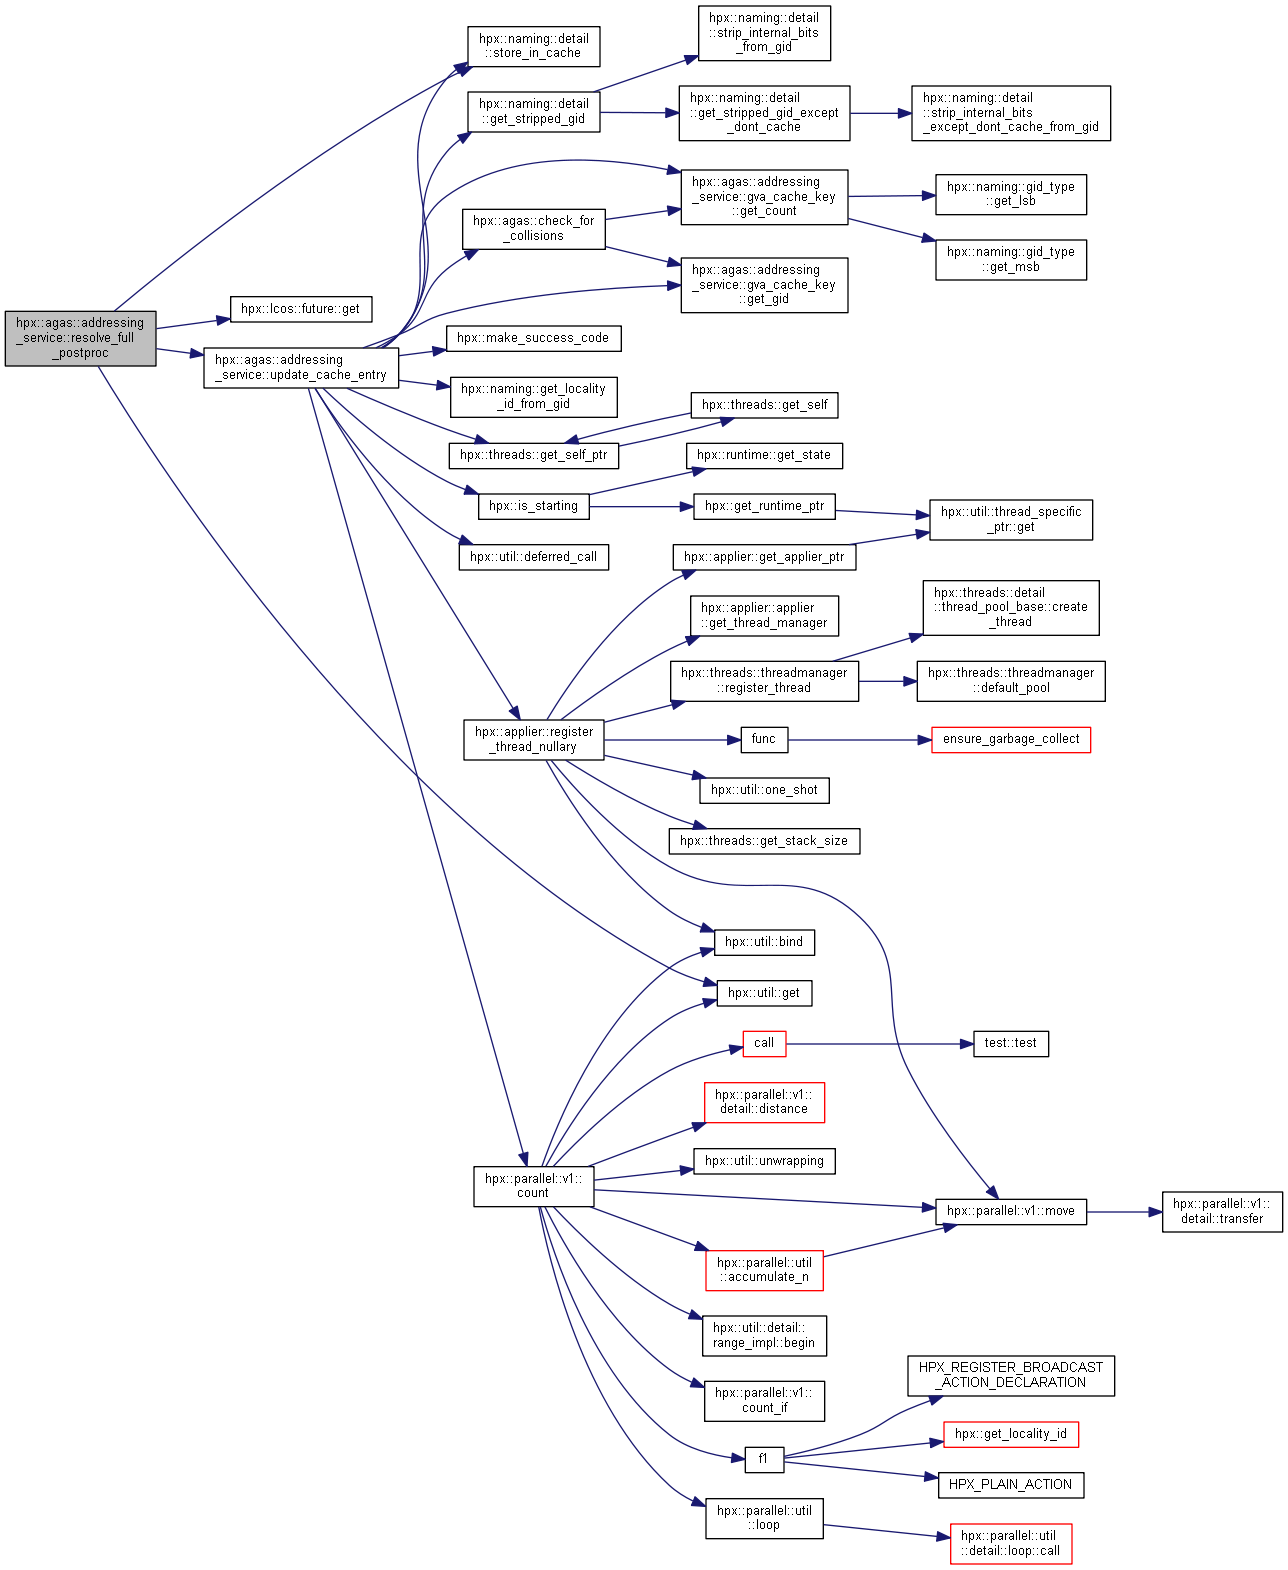 hpx::naming::detail
::strip_internal_bits
_from_gid
hpx::naming::detail
::store_in_cache
hpx::naming::detail
::get_stripped_gid
hpx::naming::detail
::get_stripped_gid_except
_dont_cache
hpx::naming::detail
::strip_internal_bits
_except_dont_cache_from_gid
hpx::agas::addressing
_service::gva_cache_key
::get_count
hpx::naming::gid_type
::get_lsb
hpx::agas::check_for
_collisions
hpx::naming::gid_type
::get_msb
hpx::agas::addressing
_service::gva_cache_key
::get_gid
hpx::lcos::future::get
hpx::agas::addressing
_service::resolve_full
_postproc
hpx::make_success_code
hpx::agas::addressing
_service::update_cache_entry
hpx::naming::get_locality
_id_from_gid
hpx::threads::get_self
hpx::threads::get_self_ptr
hpx::runtime::get_state
hpx::is_starting
hpx::get_runtime_ptr
hpx::util::thread_specific
_ptr::get
hpx::util::deferred_call
hpx::applier::get_applier_ptr
hpx::applier::applier
::get_thread_manager
hpx::threads::detail
::thread_pool_base::create
_thread
hpx::threads::threadmanager
::register_thread
hpx::threads::threadmanager
::default_pool
hpx::applier::register
_thread_nullary
func
ensure_garbage_collect
hpx::util::one_shot
hpx::threads::get_stack_size
hpx::util::bind
hpx::util::get
call
test::test
hpx::parallel::v1::
detail::distance
hpx::util::unwrapping
hpx::parallel::v1::
count
hpx::parallel::v1::move
hpx::parallel::v1::
detail::transfer
hpx::parallel::util
::accumulate_n
hpx::util::detail::
range_impl::begin
hpx::parallel::v1::
count_if
HPX_REGISTER_BROADCAST
_ACTION_DECLARATION
hpx::get_locality_id
f1
HPX_PLAIN_ACTION
hpx::parallel::util
::loop
hpx::parallel::util
::detail::loop::call